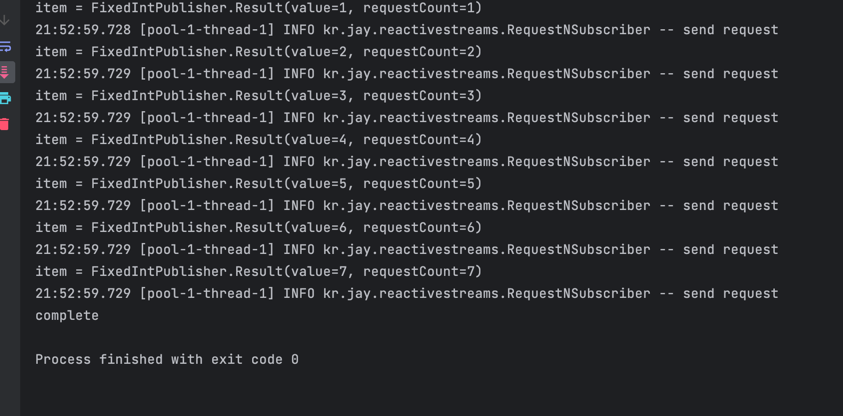 item = FixedIntPublisher.Result(value=1, requestCount=1)
21:52:59.728 [pool-1-thread-1] INFO kr.jay.reactivestreams.RequestNSubscriber -- send request
item = FixedIntPublisher.Result(value=2, requestCount=2)
21:52:59.729 [pool-1-thread-1] INFO kr.jay.reactivestreams.RequestNSubscriber -- send request
item = FixedIntPublisher.Result(value=3, requestCount=3)
21:52:59.729 [pool-1-thread-1] INFO kr.jay.reactivestreams.RequestNSubscriber -- send request
item = FixedIntPublisher.Result(value=4, requestCount=4)
21:52:59.729 [pool-1-thread-1] INFO kr.jay.reactivestreams.RequestNSubscriber -- send request
item = FixedIntPublisher.Result(value=5, requestCount=5)
21:52:59.729 [pool-1-thread-1] INFO kr.jay.reactivestreams.RequestNSubscriber -- send request
item = FixedIntPublisher.Result(value=6, requestCount=6)
21:52:59.729 [pool-1-thread-1] INFO kr.jay.reactivestreams.RequestNSubscriber -- send request
item = FixedIntPublisher.Result(value=7, requestCount=7)
21:52:59.729 [pool-1-thread-1] INFO kr.jay.reactivestreams.RequestNSubscriber -- send request
complete
Process finished with exit code 0